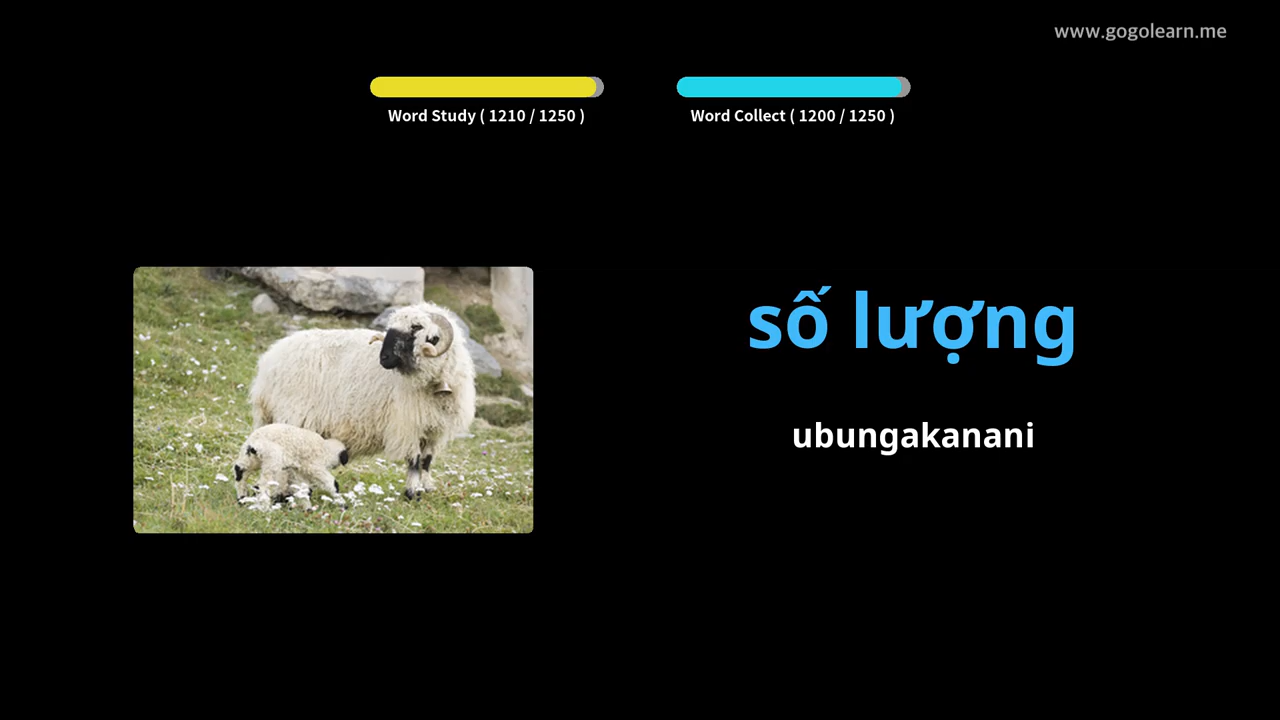 www.gogolearn.me
Word Study ( 1210 / 1250 )
Word Collect ( 1200 / 1250 )
số lượng
ubungakanani